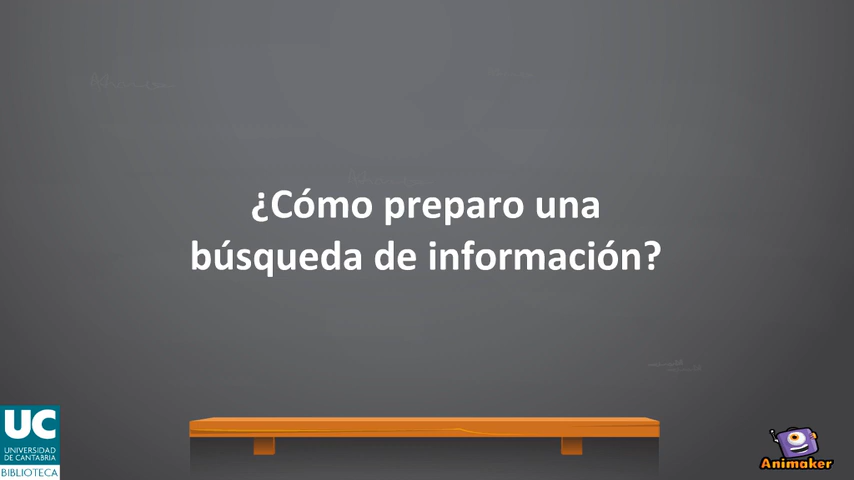 ¿Cómo preparo una
búsqueda de información?
UC
UNIVERSIDAD
DE CANTABRIA
BIBLIOTECA
Animaker